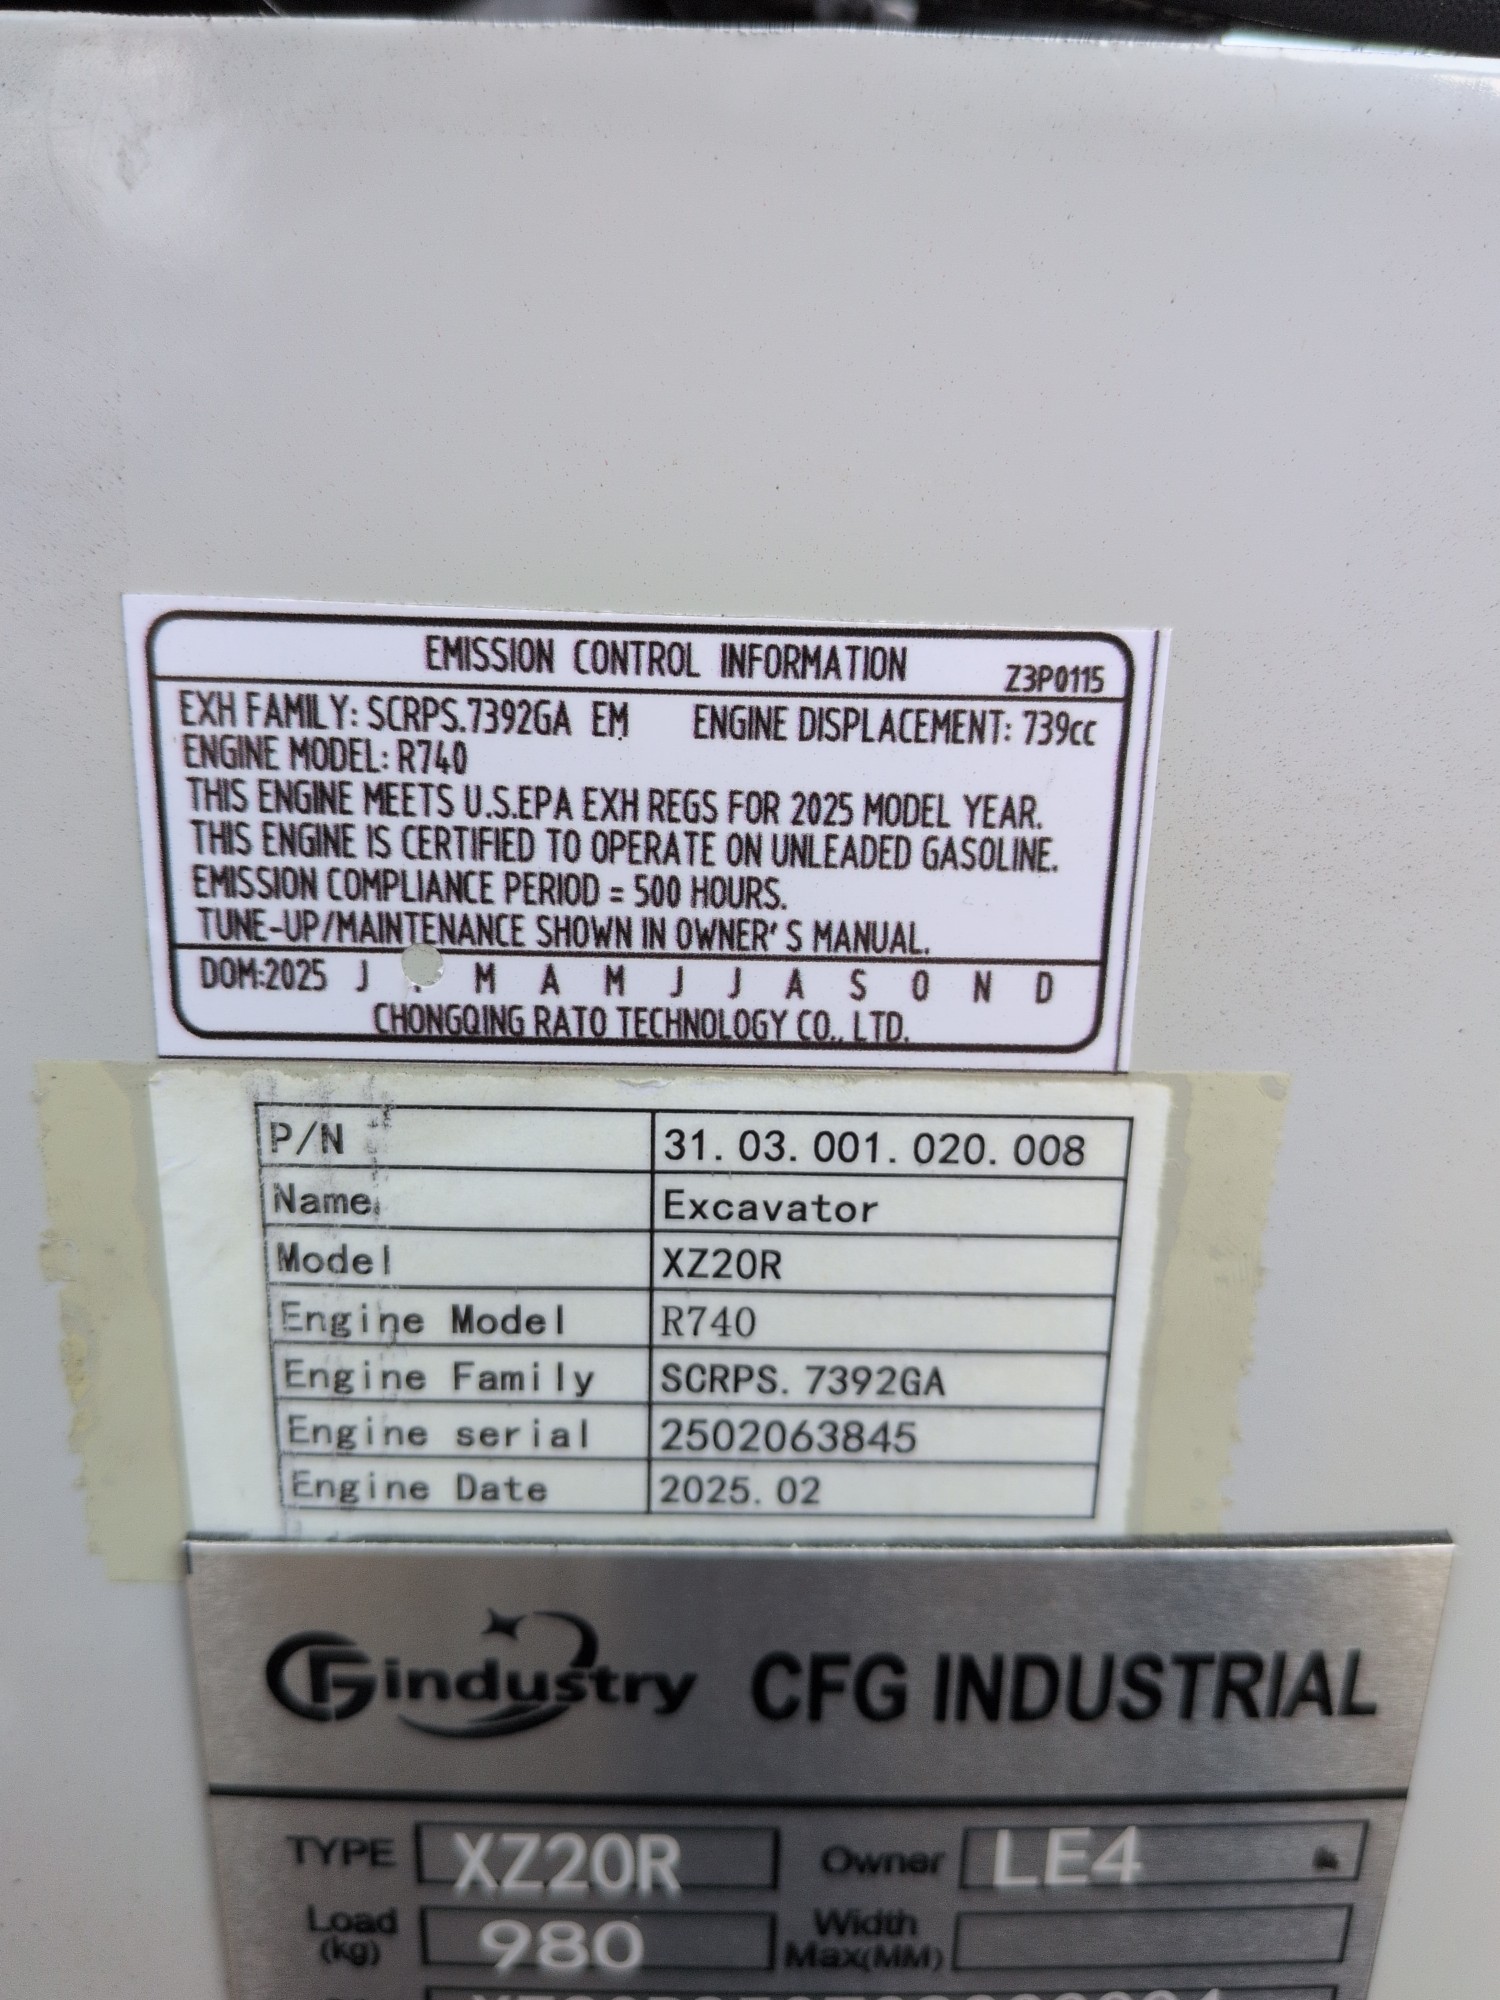 EMISSION CONTROL INFORMATION Z3P0115
EXH FAMILY: SCRPS.7392GA EM ENGINE DISPLACEMENT: 739cc
ENGINE MODEL: R740
THIS ENGINE MEETS U.S.EPA EXH REGS FOR 2025 MODEL YEAR.
THIS ENGINE IS CERTIFIED TO OPERATE ON UNLEADED GASOLINE.
EMISSION COMPLIANCE PERIOD = 500 HOURS.
TUNE-UP/MAINTENANCE SHOWN IN OWNER'S MANUAL.
DOM:2025 J M A M J J A S O N D
CHONGQING RATO TECHNOLOGY CO., LTD.
P/N 31.03.001.020.008
Name Excavator
Model XZ20R
Engine Model R740
Engine Family SCRPS.7392GA
Engine serial 2502063845
Engine Date 2025.02
CFG industry CFG INDUSTRIAL
TYPE XZ20R Owner LE4
Load (kg) 980 Width Max(MM)